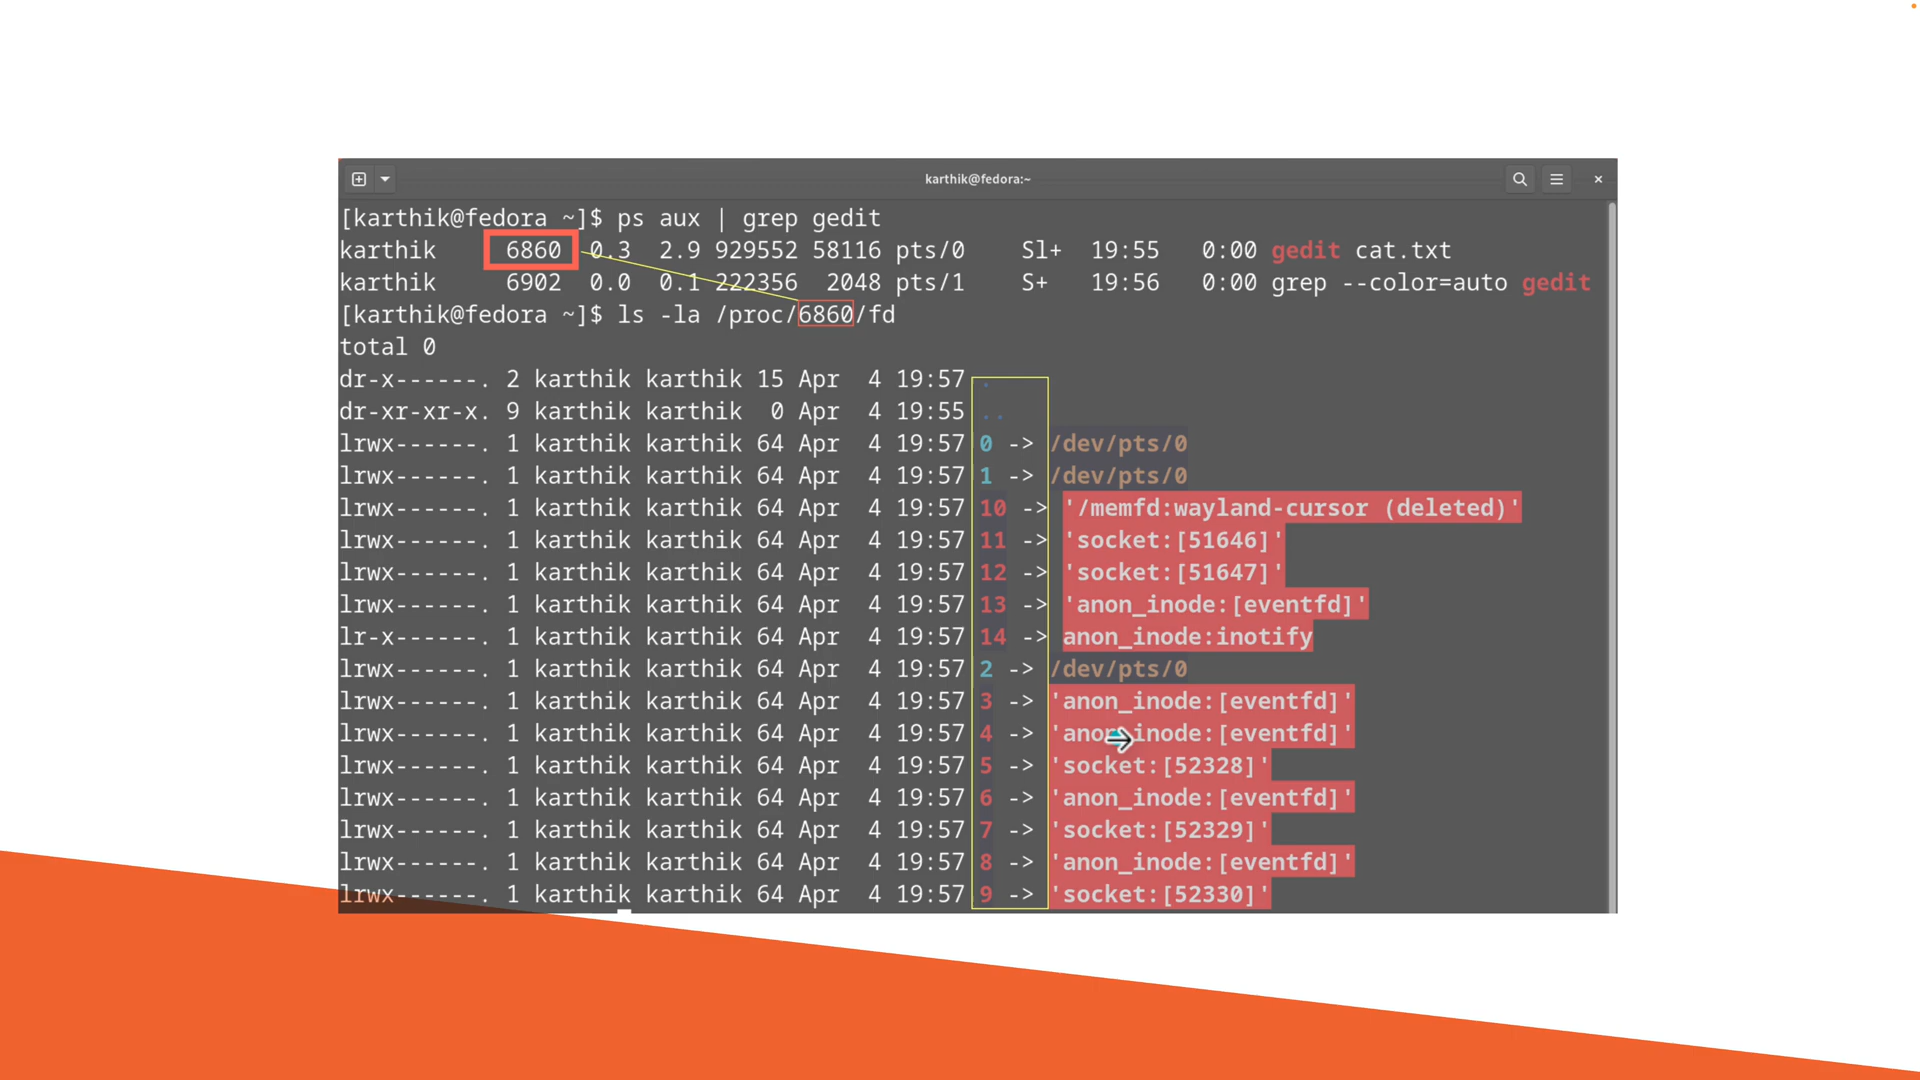 karthik@fedora:~
[karthik@fedora ~]$ ps aux | grep gedit
karthik     6860  0.3  2.9 929552 58116 pts/0    Sl+  19:55   0:00 gedit cat.txt
karthik     6902  0.0  0.1 222356  2048 pts/1    S+   19:56   0:00 grep --color=auto gedit
[karthik@fedora ~]$ ls -la /proc/6860/fd
total 0
dr-x------. 2 karthik karthik 15 Apr  4 19:57 .
dr-xr-xr-x. 9 karthik karthik  0 Apr  4 19:55 ..
lrwx------. 1 karthik karthik 64 Apr  4 19:57 0 -> /dev/pts/0
lrwx------. 1 karthik karthik 64 Apr  4 19:57 1 -> /dev/pts/0
lrwx------. 1 karthik karthik 64 Apr  4 19:57 10 -> '/memfd:wayland-cursor (deleted)'
lrwx------. 1 karthik karthik 64 Apr  4 19:57 11 -> 'socket:[51646]'
lrwx------. 1 karthik karthik 64 Apr  4 19:57 12 -> 'socket:[51647]'
lrwx------. 1 karthik karthik 64 Apr  4 19:57 13 -> 'anon_inode:[eventfd]'
lr-x------. 1 karthik karthik 64 Apr  4 19:57 14 -> anon_inode:inotify
lrwx------. 1 karthik karthik 64 Apr  4 19:57 2 -> /dev/pts/0
lrwx------. 1 karthik karthik 64 Apr  4 19:57 3 -> 'anon_inode:[eventfd]'
lrwx------. 1 karthik karthik 64 Apr  4 19:57 4 -> 'anon_inode:[eventfd]'
lrwx------. 1 karthik karthik 64 Apr  4 19:57 5 -> 'socket:[52328]'
lrwx------. 1 karthik karthik 64 Apr  4 19:57 6 -> 'anon_inode:[eventfd]'
lrwx------. 1 karthik karthik 64 Apr  4 19:57 7 -> 'socket:[52329]'
lrwx------. 1 karthik karthik 64 Apr  4 19:57 8 -> 'anon_inode:[eventfd]'
lrwx------. 1 karthik karthik 64 Apr  4 19:57 9 -> 'socket:[52330]'